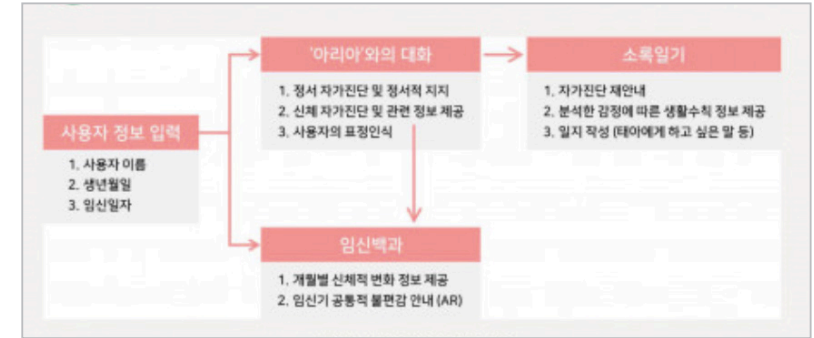 사용자 정보 입력
1. 사용자 이름
2. 생년월일
3. 임신일자
'아리아'와의 대화
1. 정서 자가진단 및 정서적 지지
2. 신체 자가진단 및 관련 정보 제공
3. 사용자의 표정인식
소록일기
1. 자가진단 재안내
2. 분석한 감정에 따른 생활수칙 정보 제공
3. 일지 작성 (태아에게 하고 싶은 말 등)
임신백과
1. 개월별 신체적 변화 정보 제공
2. 임신기 공통적 불편감 안내 (AR)